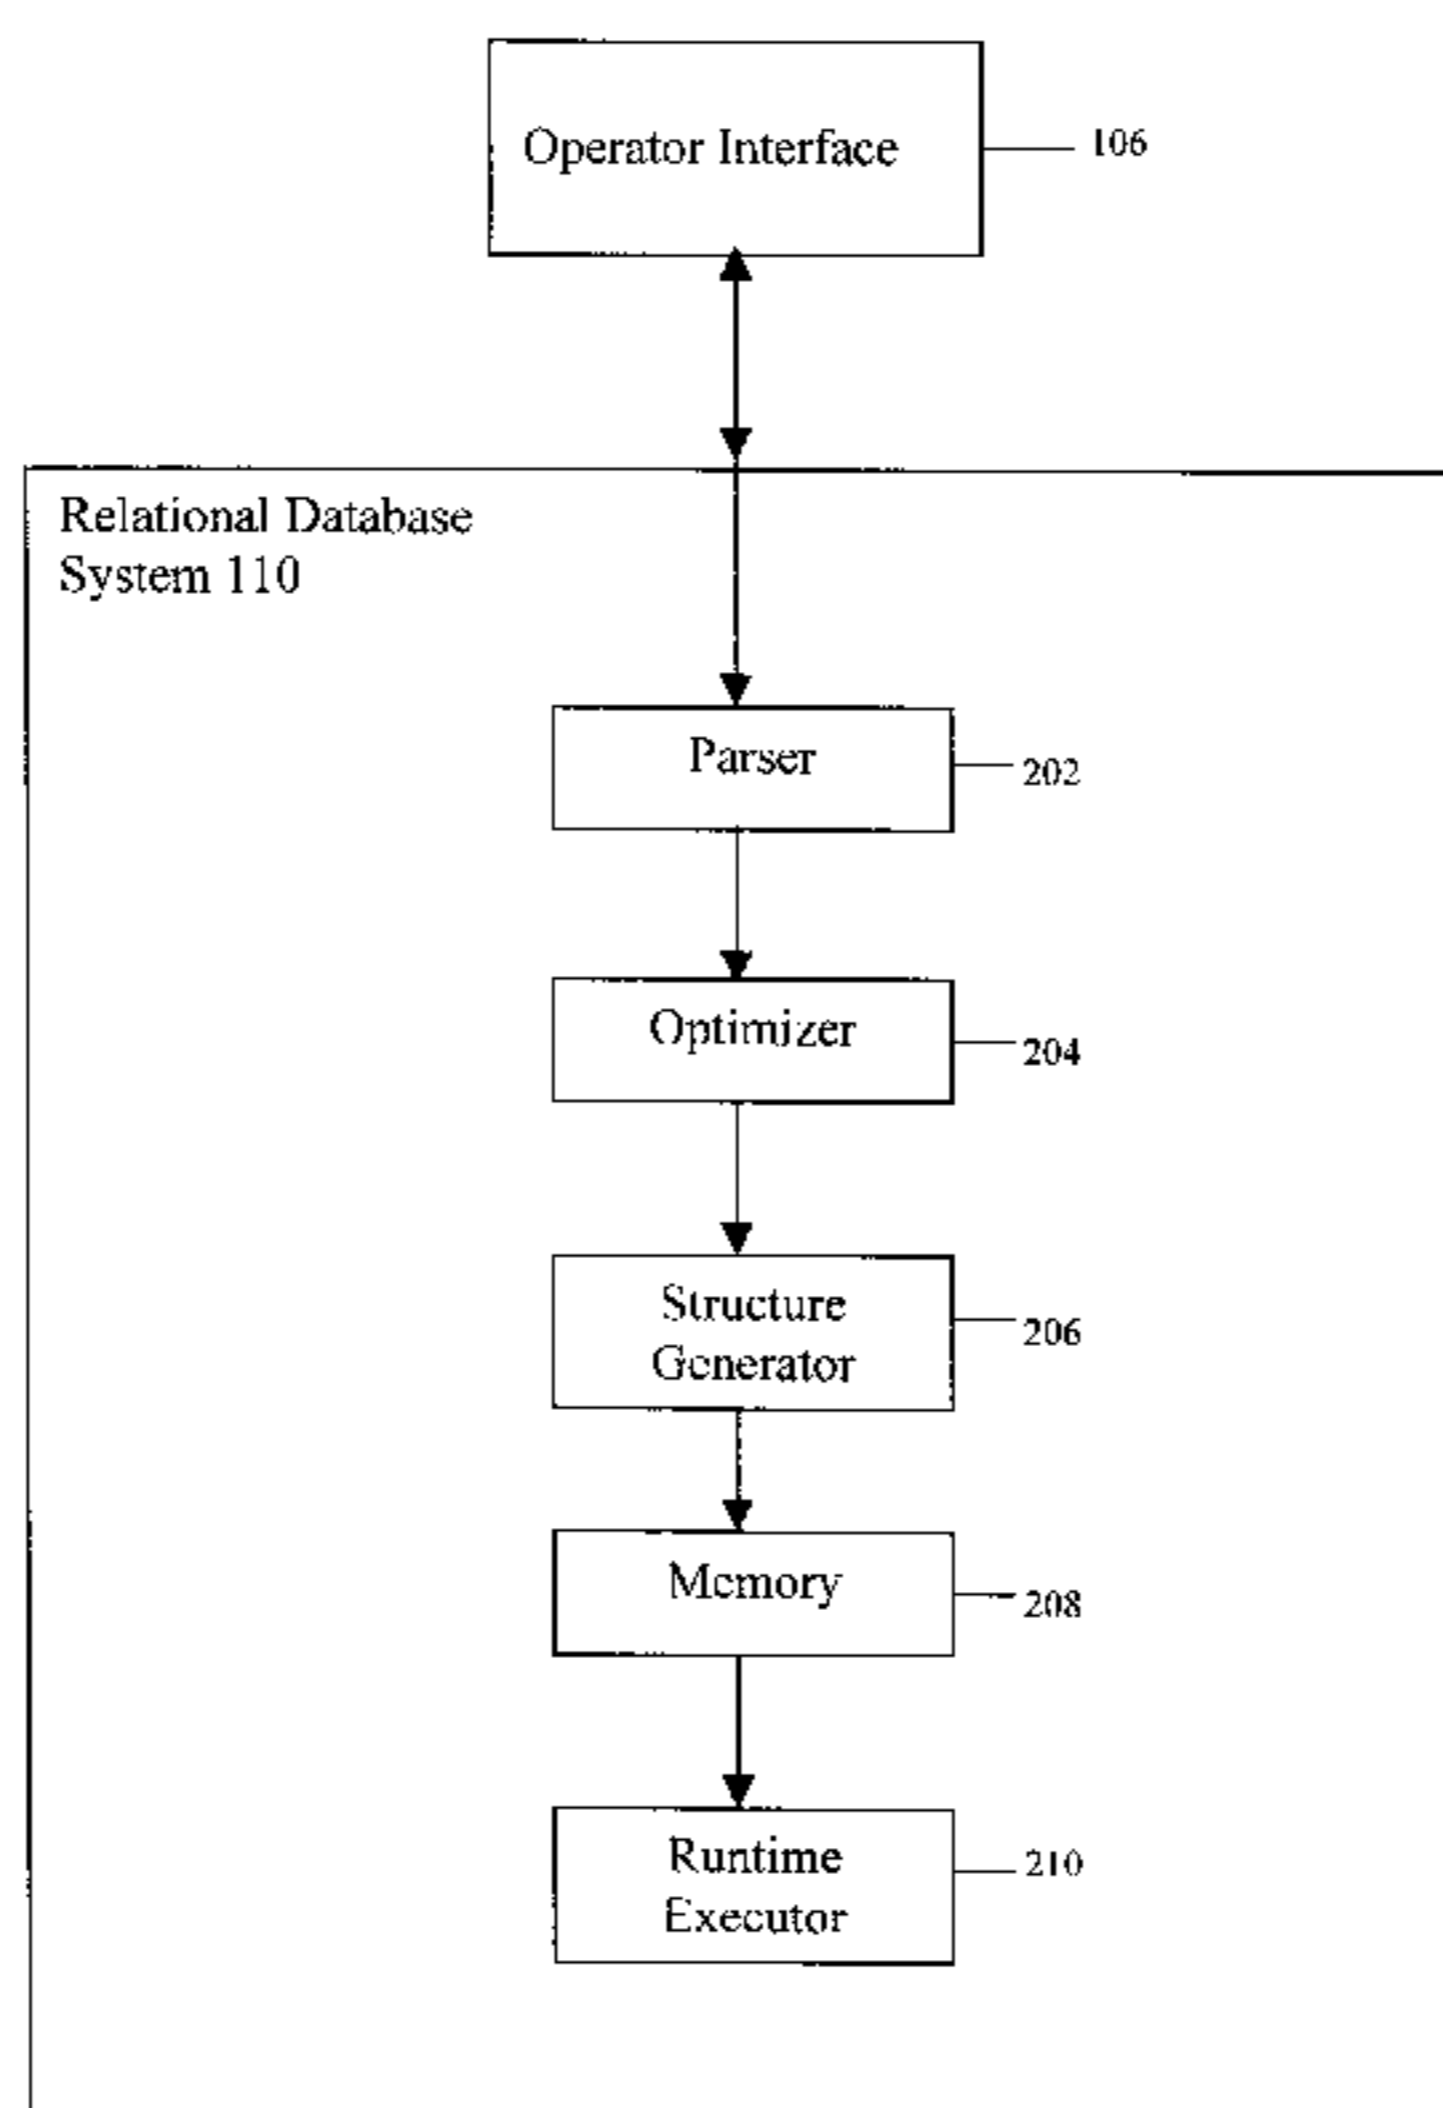 Operator Interface
106
Relational Database
System 110
Parser
202
Optimizer
204
Structure
Generator
206
Memory
208
Runtime
Executor
210